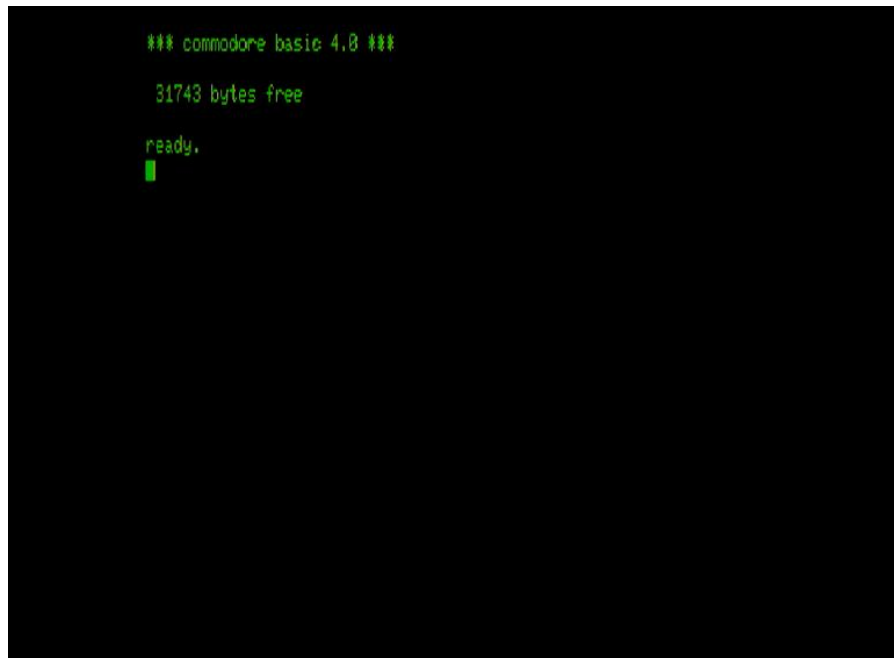 *** commodore basic 4.0 ***
31743 bytes free
ready.